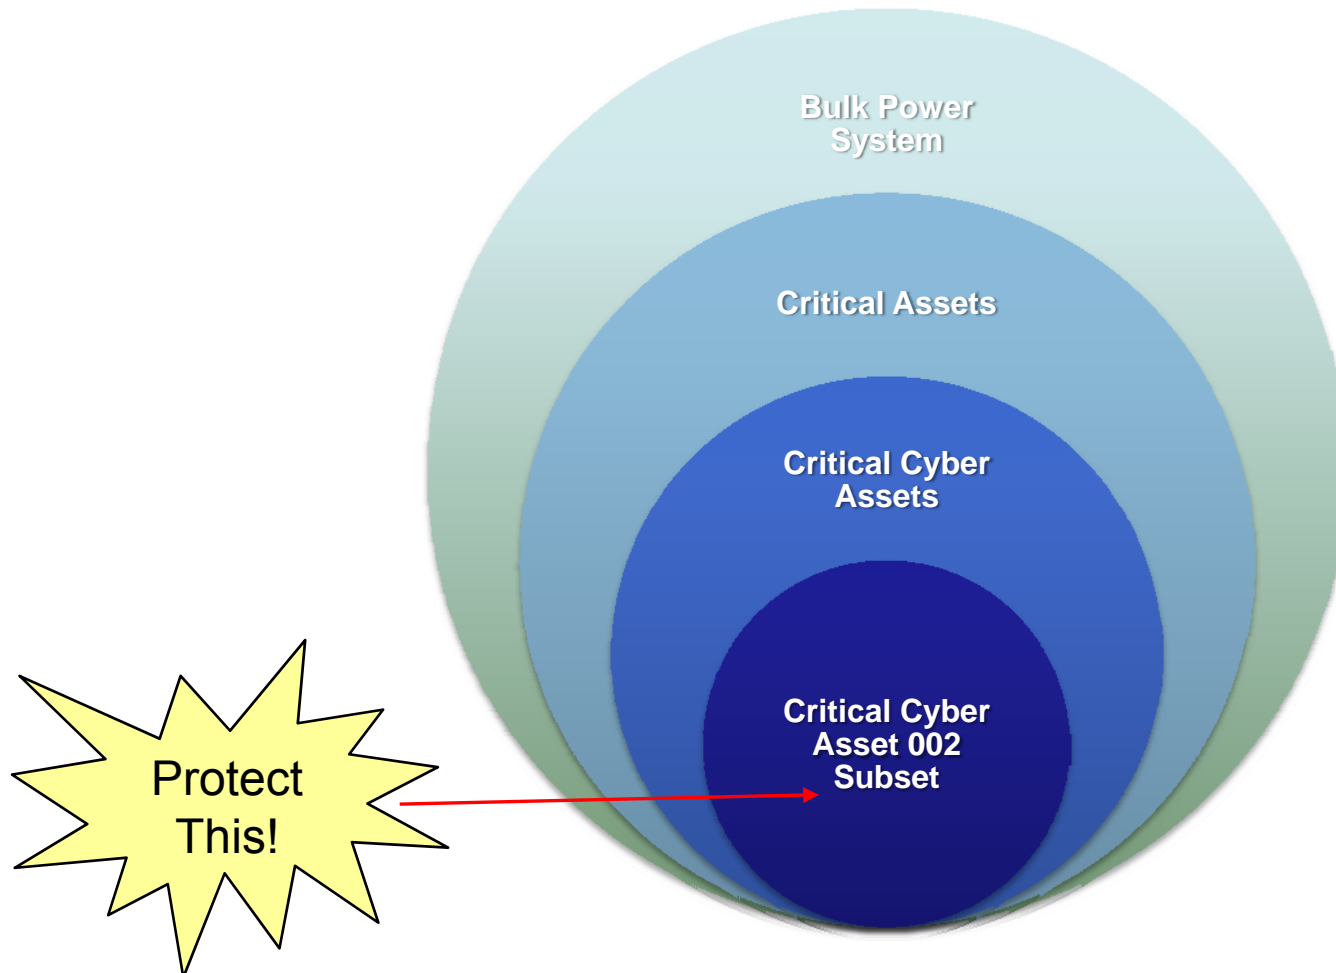 Bulk Power
System
Critical Assets
Critical Cyber
Assets
Critical Cyber
Asset 002
Subset
Protect
This!